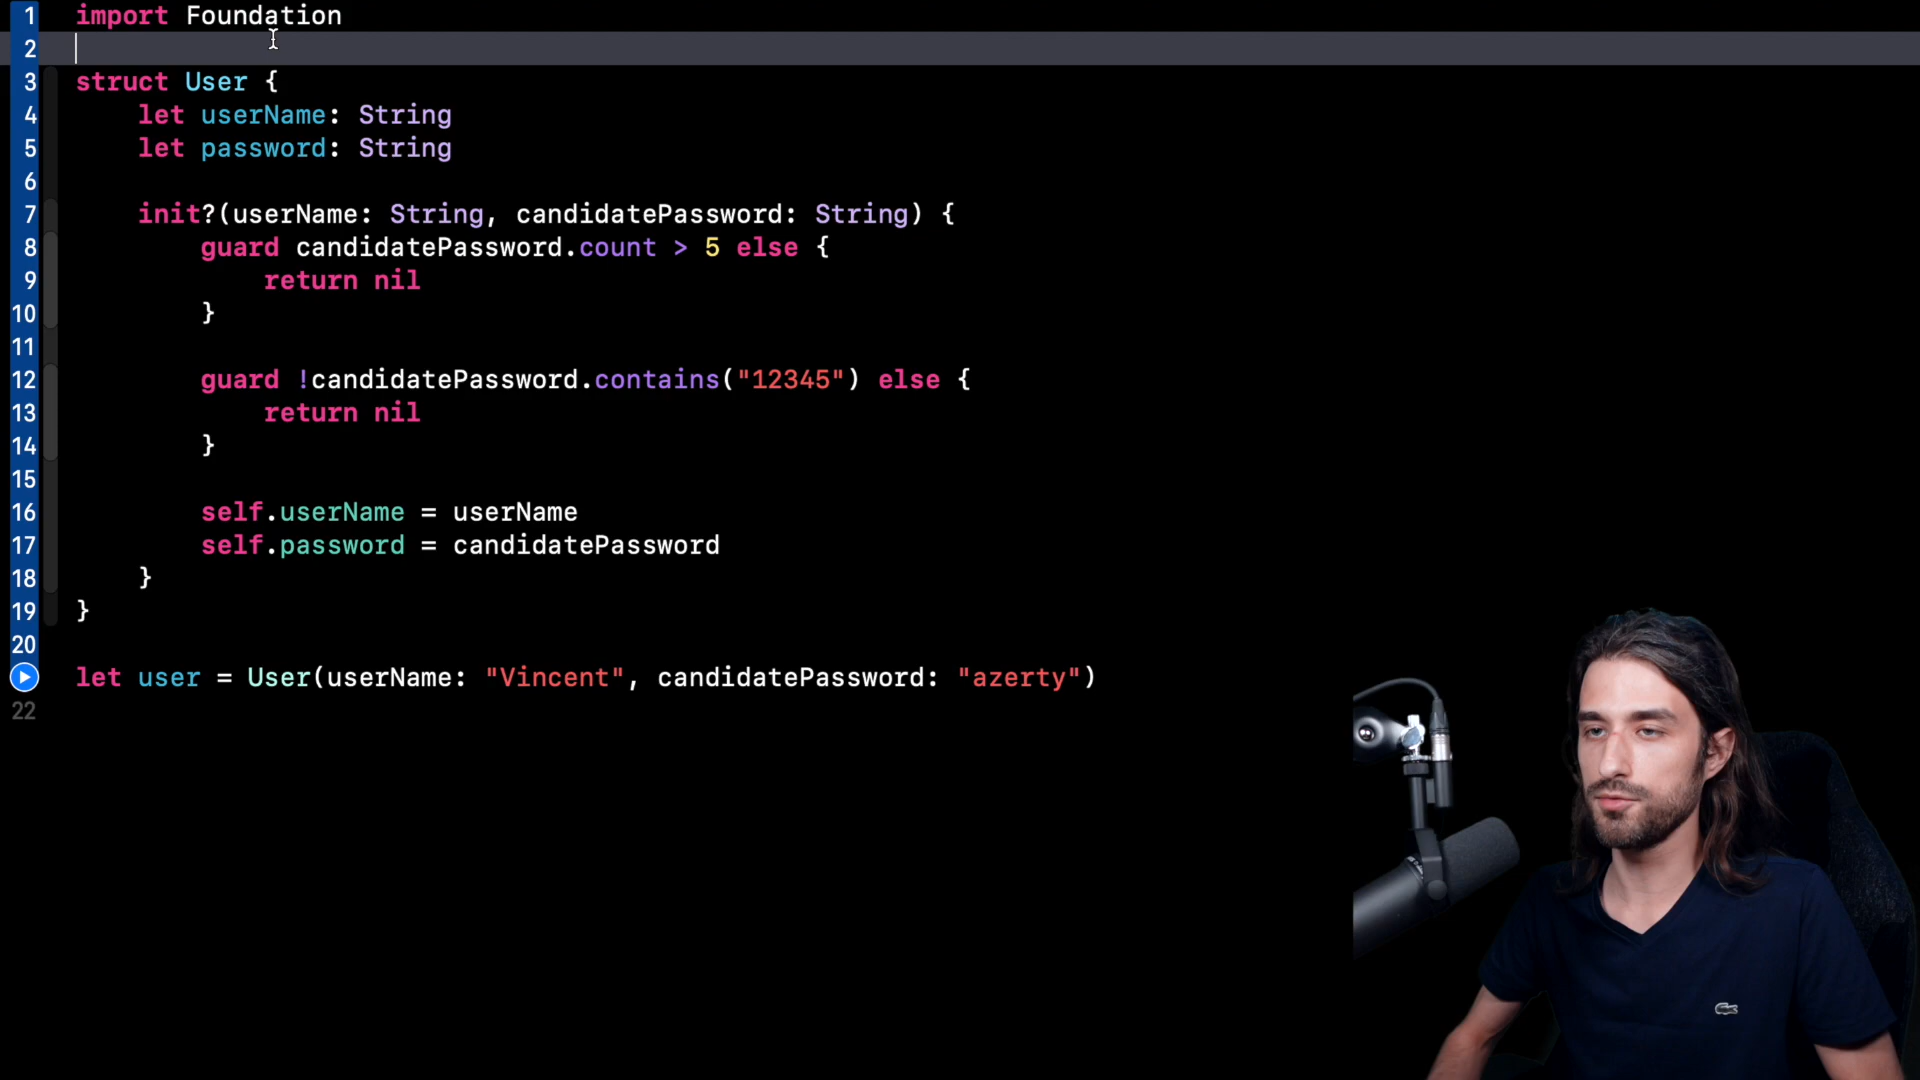 1 import Foundation
2
3 struct User {
4     let userName: String
5     let password: String
6
7     init?(userName: String, candidatePassword: String) {
8         guard candidatePassword.count > 5 else {
9             return nil
10         }
11
12         guard !candidatePassword.contains("12345") else {
13             return nil
14         }
15
16         self.userName = userName
17         self.password = candidatePassword
18     }
19 }
20
let user = User(userName: "Vincent", candidatePassword: "azerty")
22